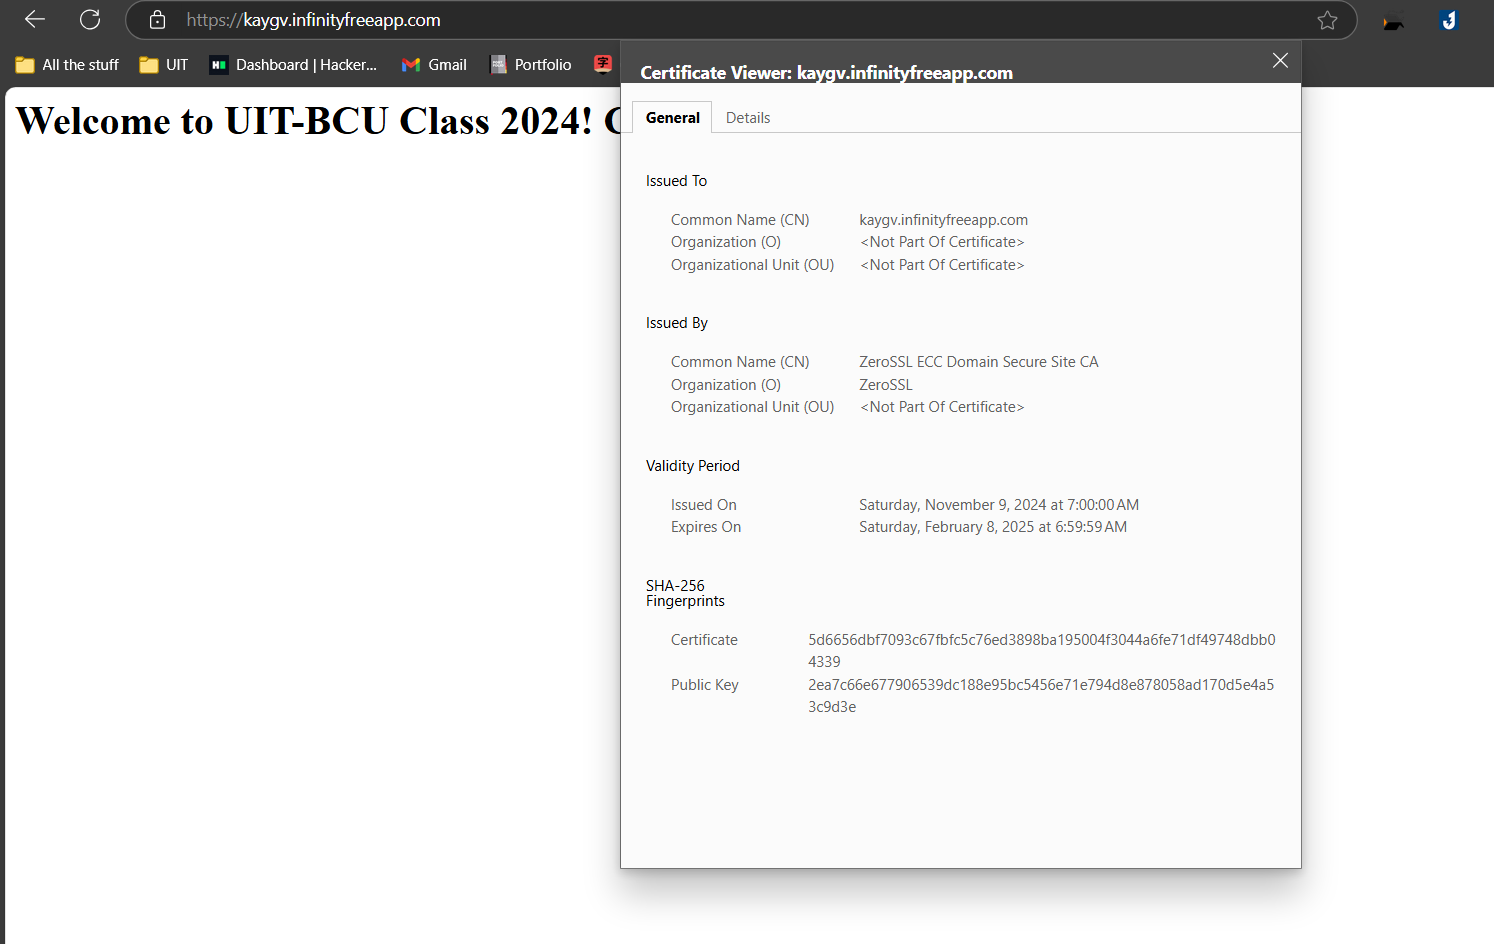 https://kaygv.infinityfreeapp.com
All the stuff UIT Dashboard | Hacker... Gmail Portfolio 字
Welcome to UIT-BCU Class 2024!
Certificate Viewer: kaygv.infinityfreeapp.com
General Details
Issued To
Common Name (CN) kaygv.infinityfreeapp.com
Organization (O) <Not Part Of Certificate>
Organizational Unit (OU) <Not Part Of Certificate>
Issued By
Common Name (CN) ZeroSSL ECC Domain Secure Site CA
Organization (O) ZeroSSL
Organizational Unit (OU) <Not Part Of Certificate>
Validity Period
Issued On Saturday, November 9, 2024 at 7:00:00 AM
Expires On Saturday, February 8, 2025 at 6:59:59 AM
SHA-256
Fingerprints
Certificate 5d6656dbf7093c67fbfc5c76ed3898ba195004f3044a6fe71df49748dbb0
4339
Public Key 2ea7c66e677906539dc188e95bc5456e71e794d8e878058ad170d5e4a5
3c9d3e